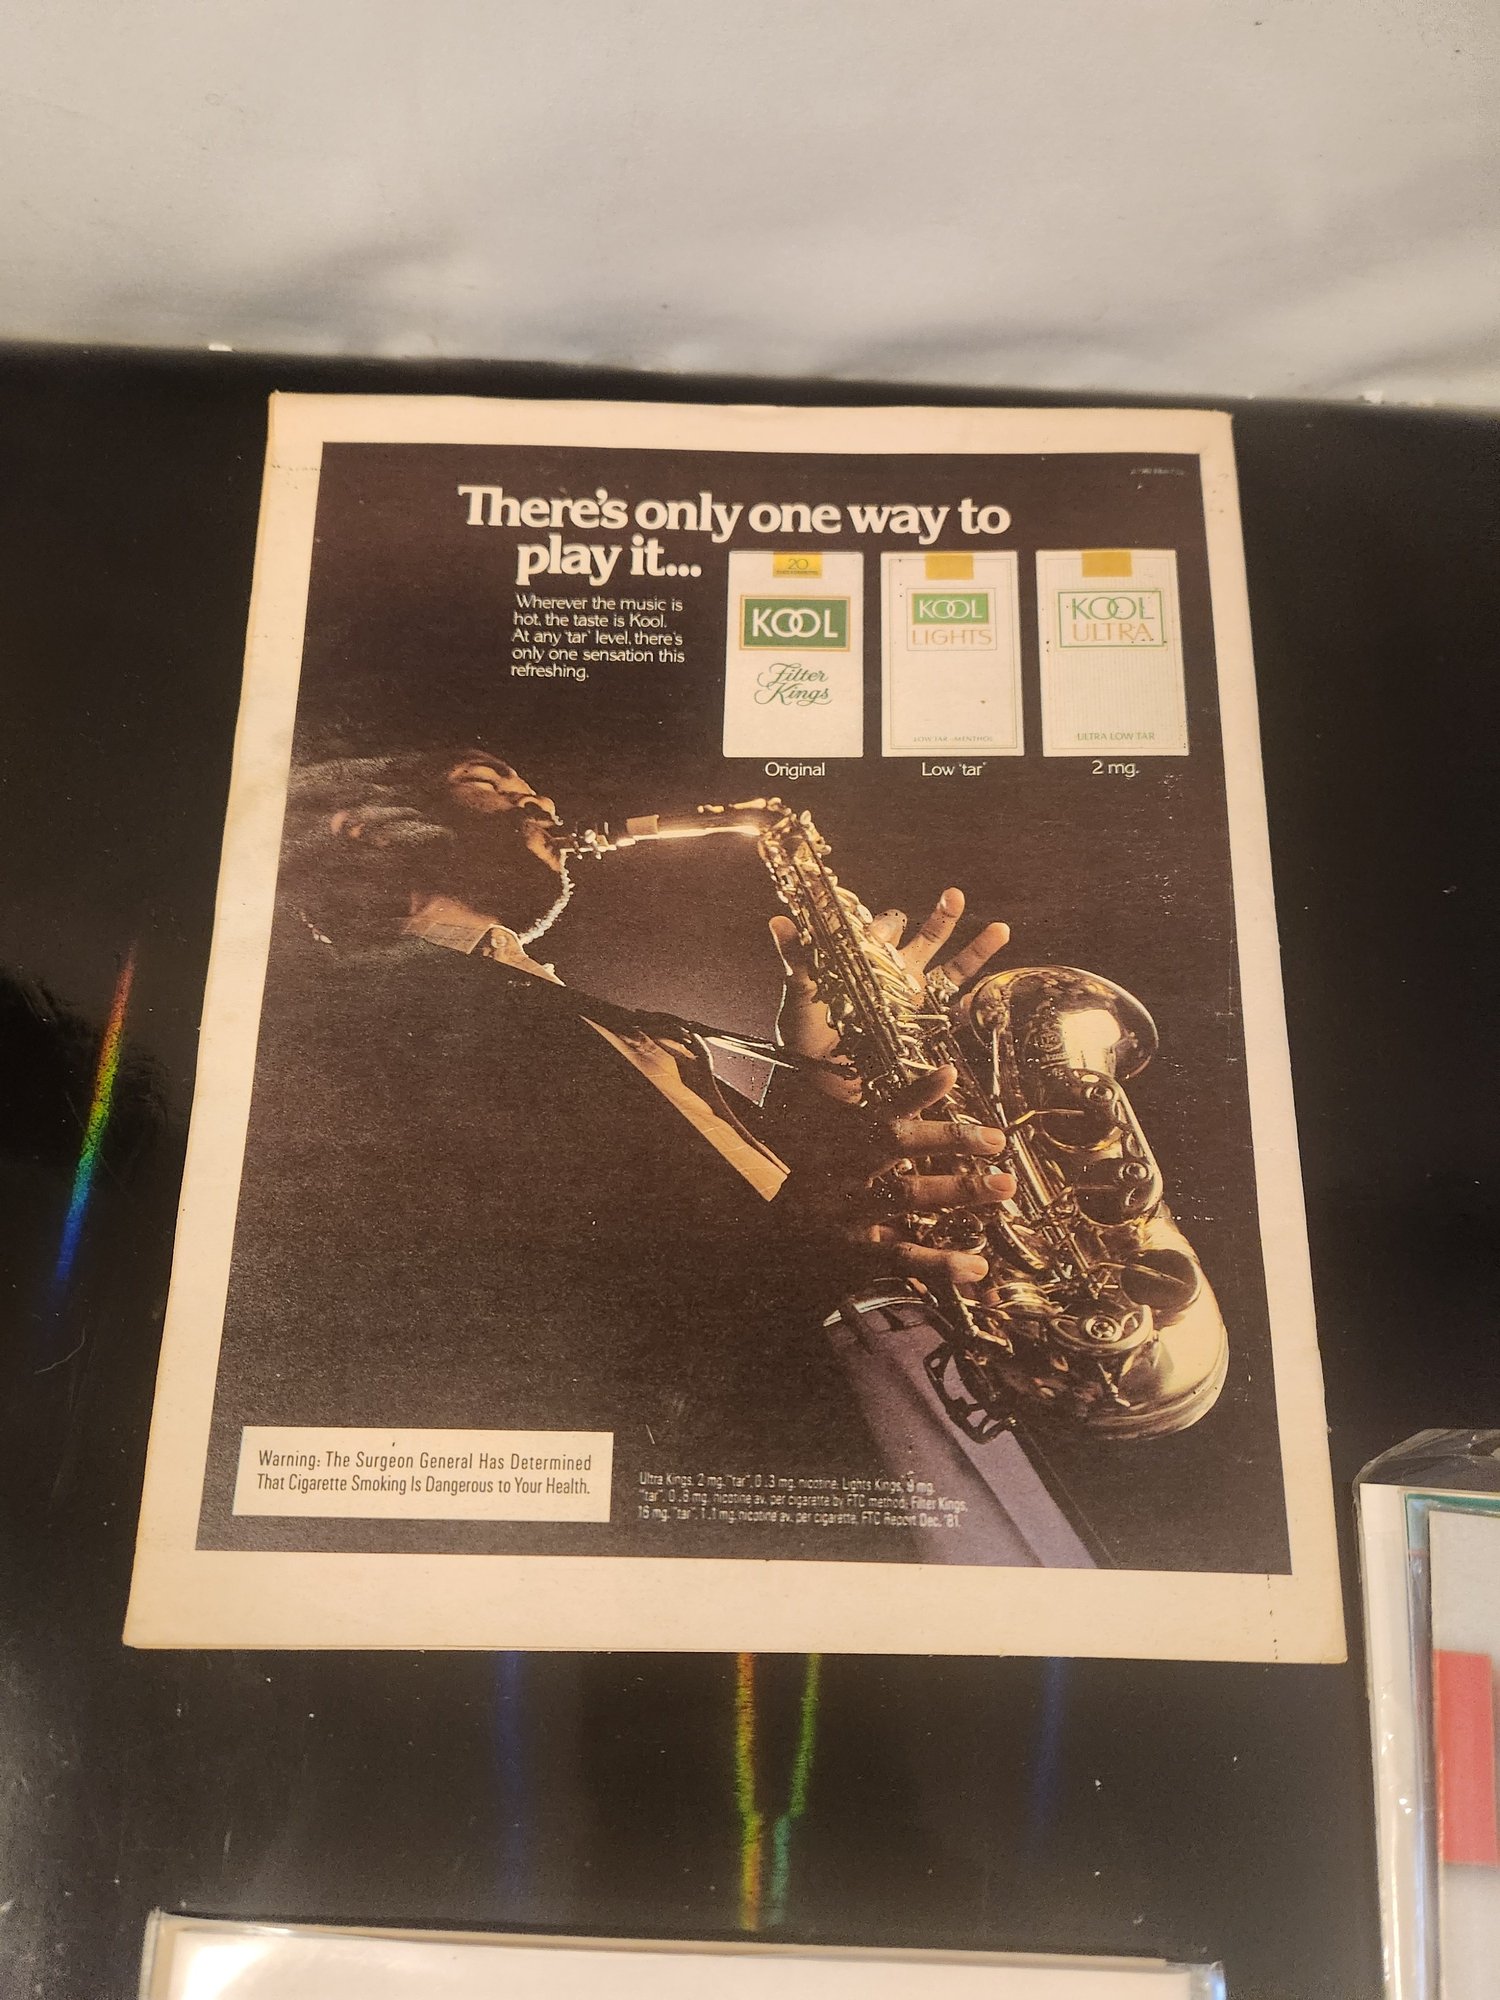 There's only one way to
play it...
Wherever the music is
hot, the taste is Kool.
At any 'tar' level, there's
only one sensation this
refreshing.
20
KOOL
Filter
Kings
Original
KOOL
LIGHTS
LOW TAR MENTHOL
Low 'tar'
KOOL
ULTRA
ULTRA LOW TAR
2 mg.
Warning: The Surgeon General Has Determined
That Cigarette Smoking Is Dangerous to Your Health.
Ultra Kings, 2 mg. "tar", 0.3 mg. nicotine; Lights Kings, 9 mg.
"tar", 0.8 mg. nicotine av. per cigarette by FTC method; Filter Kings,
16 mg. "tar", 1.1 mg. nicotine av. per cigarette, FTC Report Dec. '81.